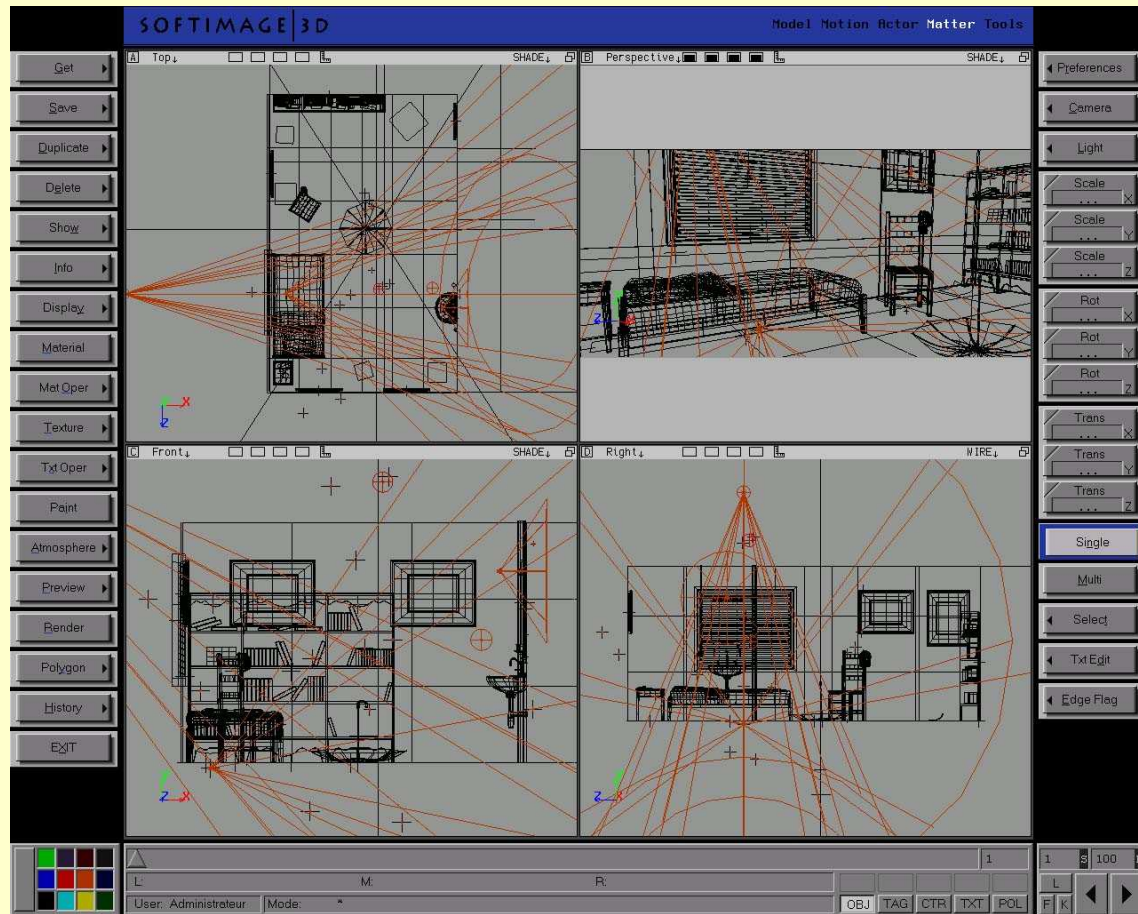 SOFTIMAGE|3D
Model Motion Actor Matter Tools
Get
Save
Duplicate
Delete
Show
Info
Display
Material
Mat Oper
Texture
Txt Oper
Paint
Atmosphere
Preview
Render
Polygon
History
EXIT
A Top SHADE
B Perspective SHADE
X
Z
Z
X
C Front SHADE
D Right WIRE
Z X
Z X
Preferences
Camera
Light
Scale
... X
Scale
... Y
Scale
... Z
Rot
... X
Rot
... Y
Rot
... Z
Trans
... X
Trans
... Y
Trans
... Z
Single
Multi
Select
Txt Edit
Edge Flag
1
L: M: R:
User: Administrateur Mode: *
OBJ TAG CTR TXT POL
1 S 100
L
F K